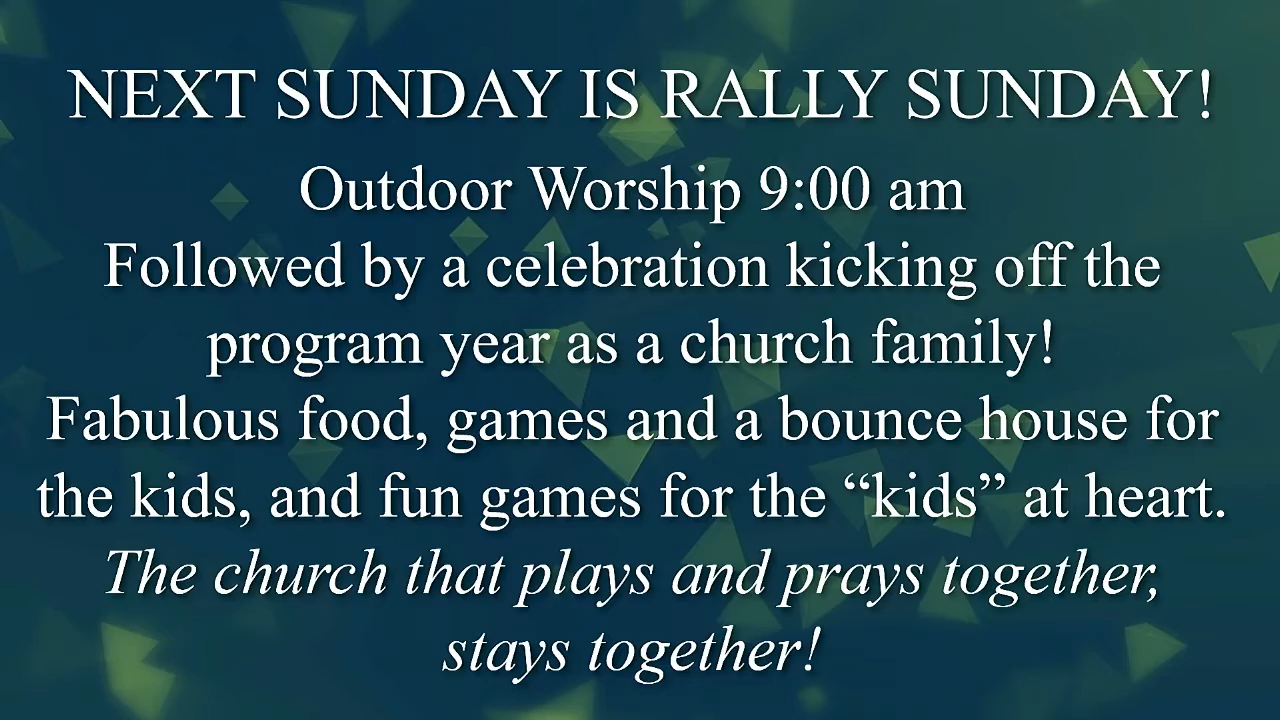 NEXT SUNDAY IS RALLY SUNDAY!
Outdoor Worship 9:00 am
Followed by a celebration kicking off the
program year as a church family!
Fabulous food, games and a bounce house for
the kids, and fun games for the “kids” at heart.
The church that plays and prays together,
stays together!